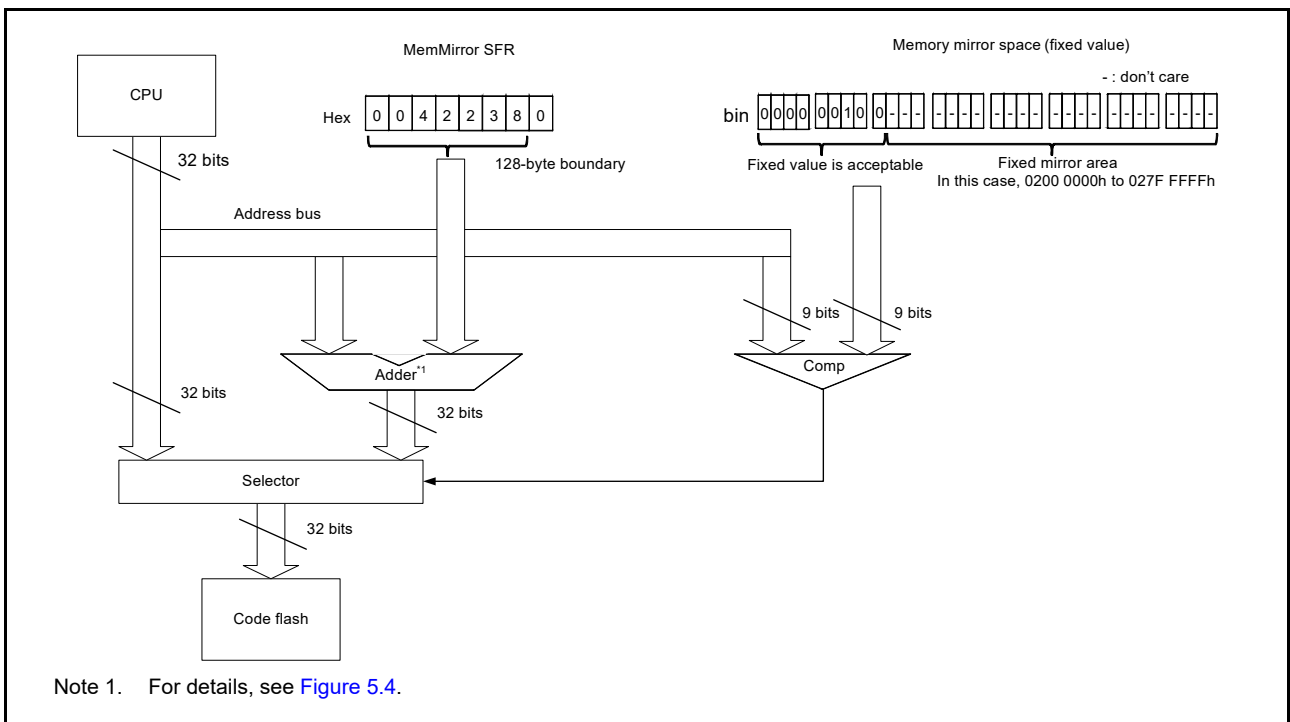 MemMirror SFR
Memory mirror space (fixed value)
- : don't care
CPU
Hex 0 0 4 2 2 3 8 0
bin 0000 0010 0--- ---- ---- ---- ---- ----
32 bits
128-byte boundary
Fixed value is acceptable
Fixed mirror area
In this case, 0200 0000h to 027F FFFFh
Address bus
9 bits
9 bits
Adder*1
Comp
32 bits
32 bits
Selector
32 bits
Code flash
Note 1. For details, see Figure 5.4.